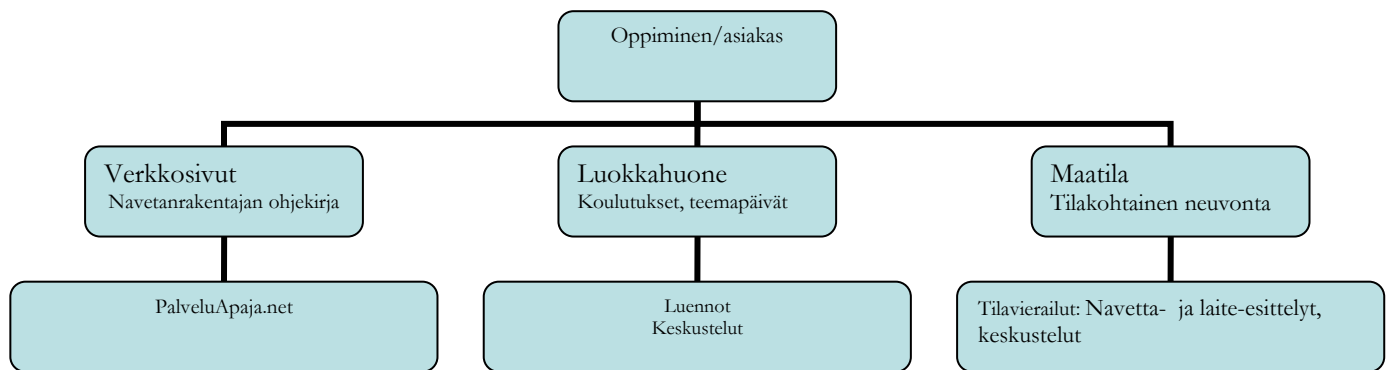 Oppiminen/asiakas
Verkkosivut
Navetanrakentajan ohjekirja
Luokkahuone
Koulutukset, teemapäivät
Maatila
Tilakohtainen neuvonta
PalveluApaja.net
Luennot
Keskustelut
Tilavierailut: Navetta- ja laite-esittelyt,
keskustelut